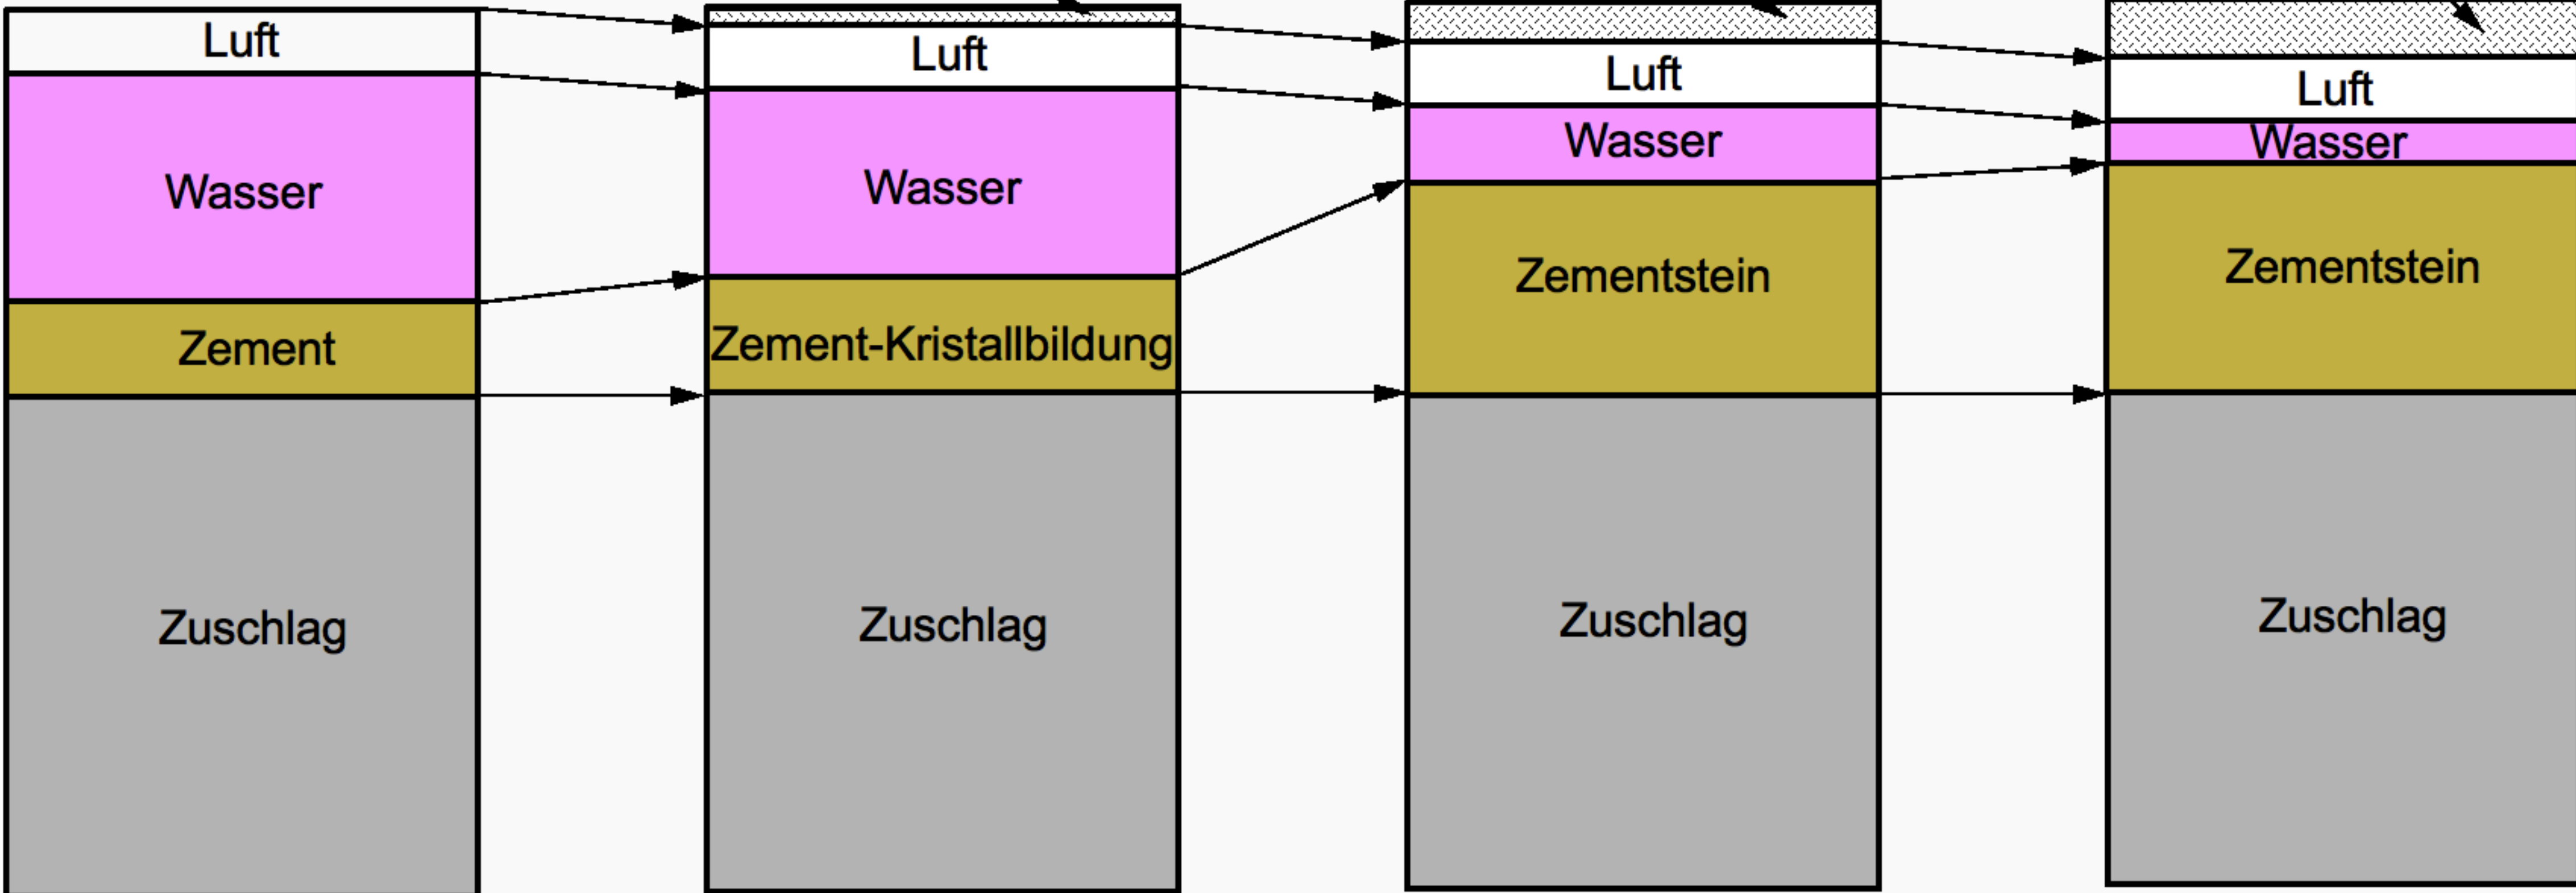 Luft
Wasser
Zement
Zuschlag
Luft
Wasser
Zement-Kristallbildung
Zuschlag
Luft
Wasser
Zementstein
Zuschlag
Luft
Wasser
Zementstein
Zuschlag